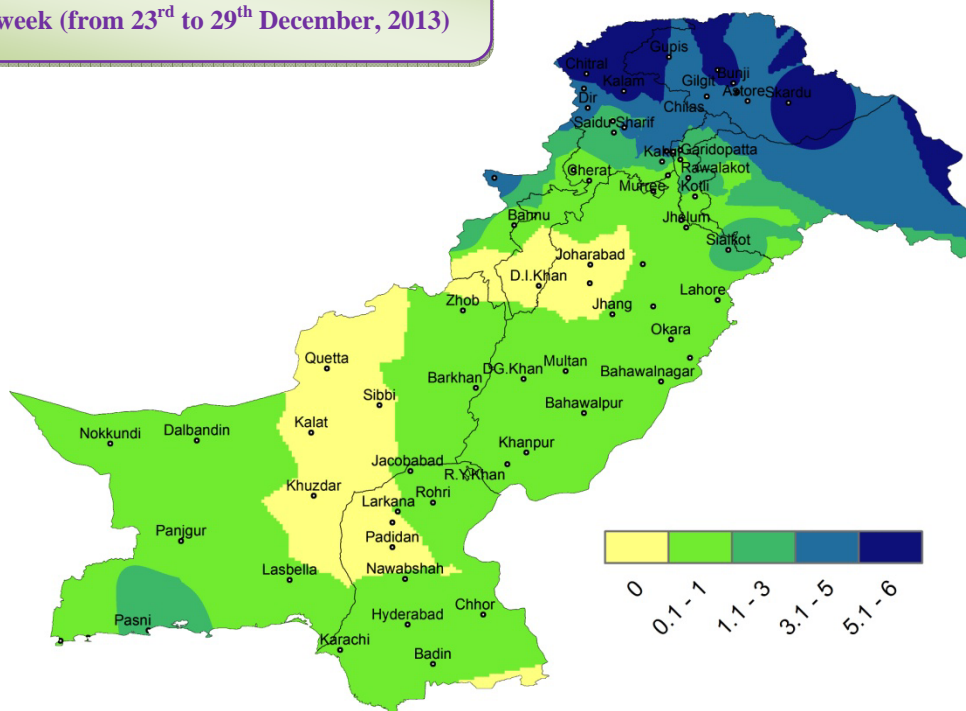 week (from 23rd to 29th December, 2013)
Gupis
Chitral
Bunji
Kalam
Gilgit
Astore
Skardu
Dir
Chilas
Saidu Sharif
Garidopatta
Rawalakot
Cherat
Murree
Kotli
Bannu
Jhelum
Sialkot
Joharabad
D.I.Khan
Zhob
Jhang
Lahore
Okara
Quetta
DG.Khan
Multan
Barkhan
Bahawalnagar
Sibbi
Bahawalpur
Nokkundi
Dalbandin
Kalat
Khanpur
Jacobabad
R.Y.Khan
Khuzdar
Larkana
Rohri
Panjgur
Padidan
Lasbella
Nawabshah
Pasni
Hyderabad
Chhor
Karachi
Badin
0
0.1 - 1
1.1 - 3
3.1 - 5
5.1 - 6